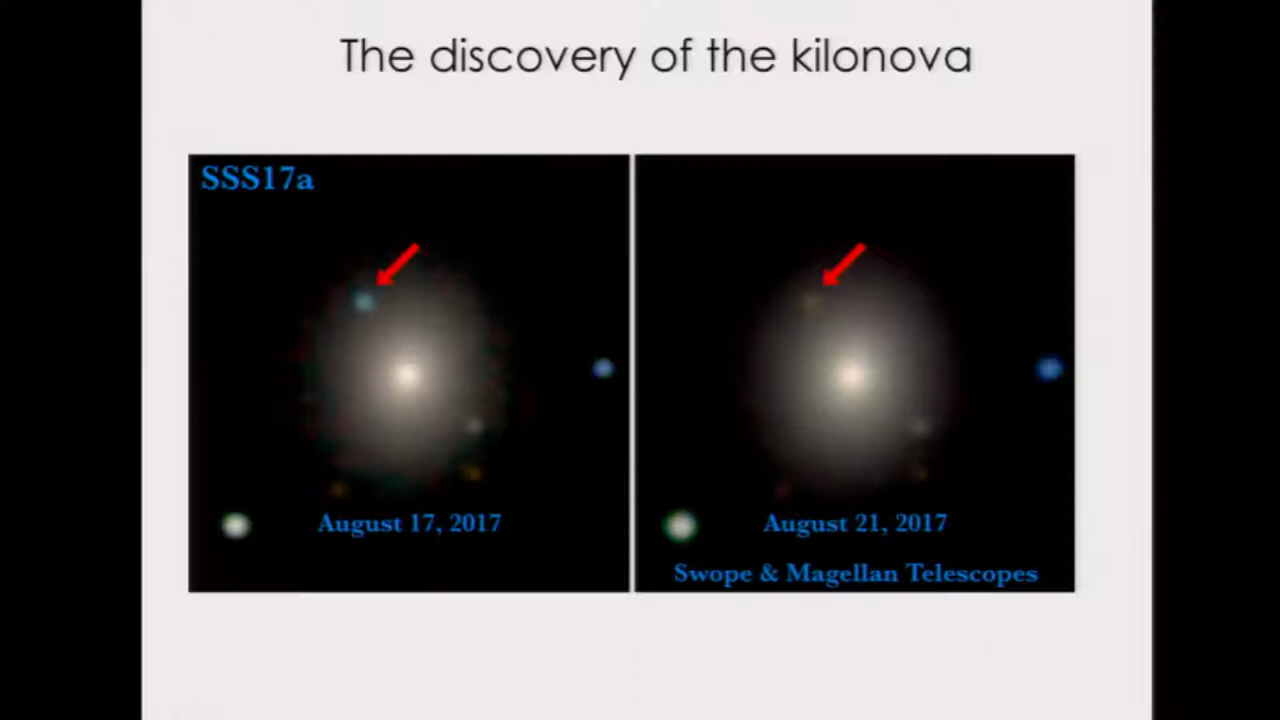 The discovery of the kilonova
SSS17a
August 17, 2017
August 21, 2017
Swope & Magellan Telescopes